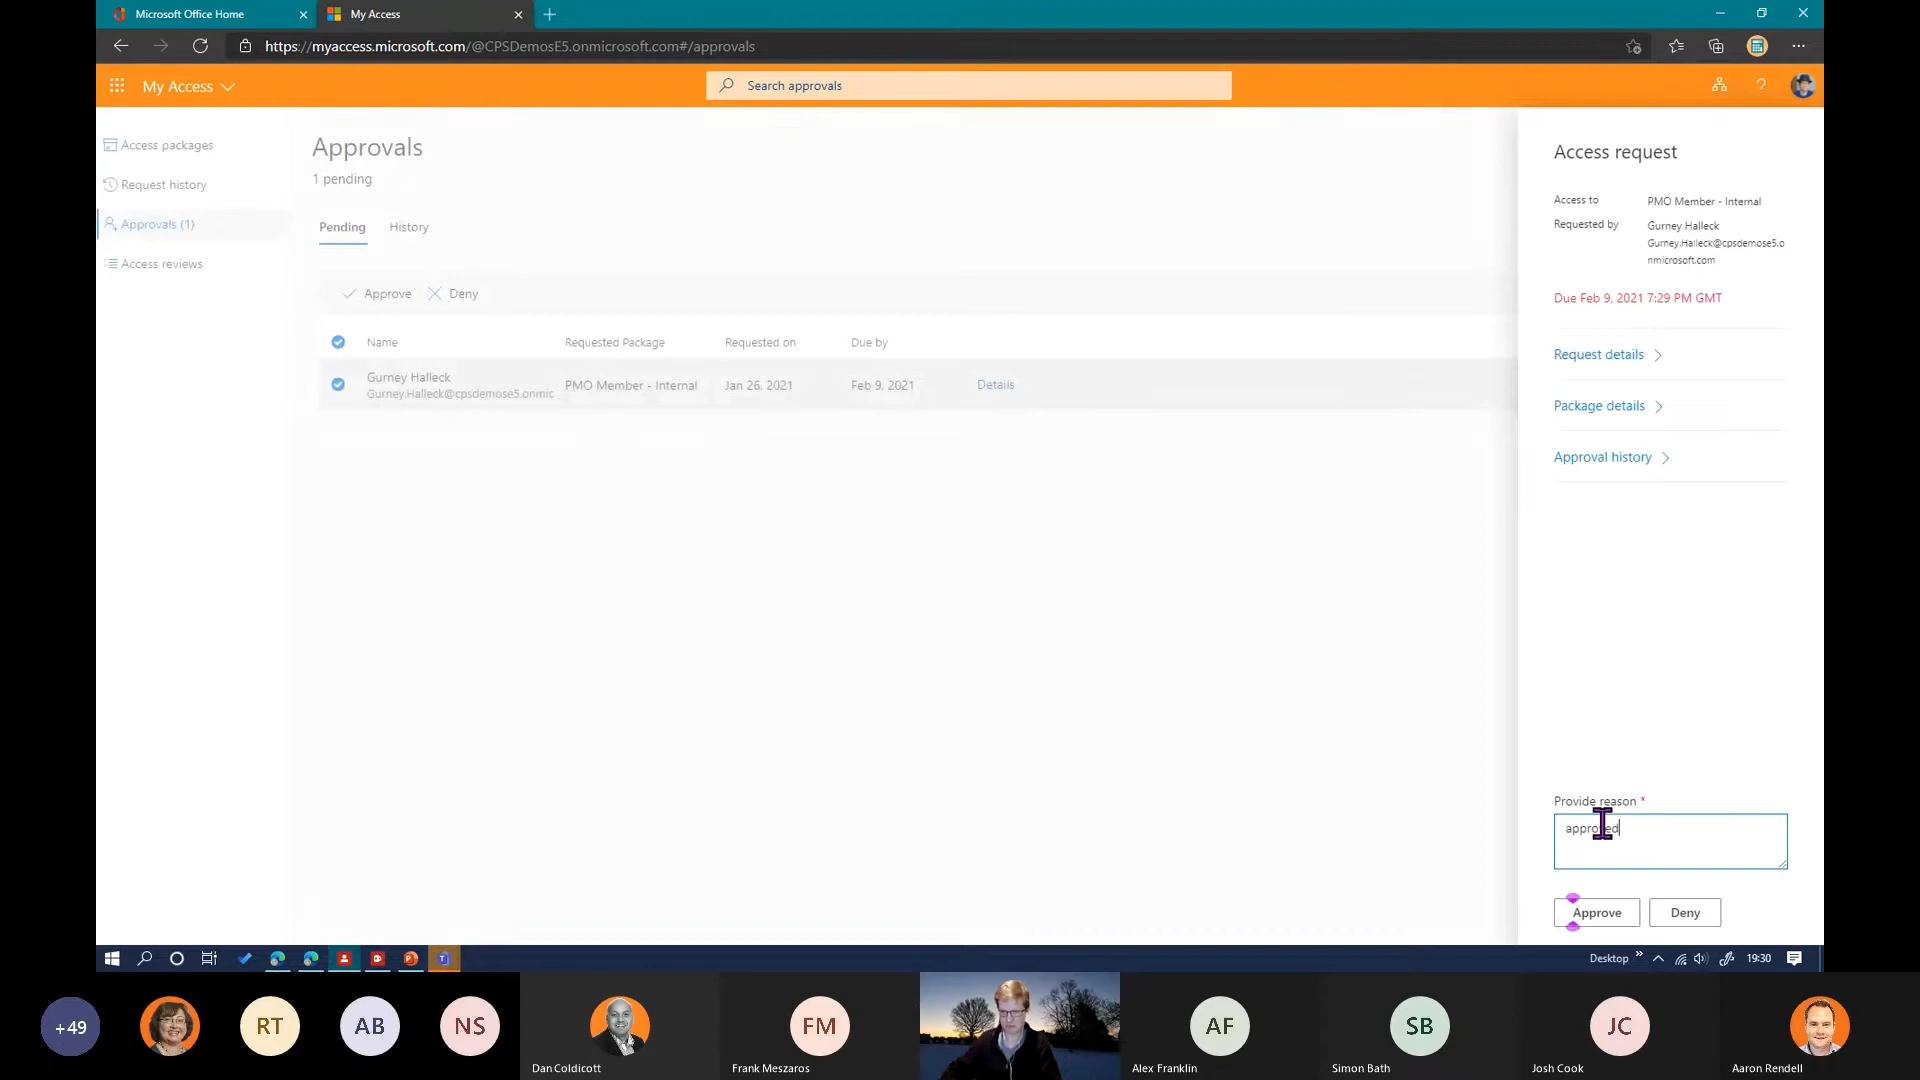 Microsoft Office Home
My Access
https://myaccess.microsoft.com/@CPSDemosE5.onmicrosoft.com#/approvals
My Access
Search approvals
?
Access packages
Request history
Approvals (1)
Access reviews
Approvals
1 pending
Pending
History
Approve
Deny
Name
Requested Package
Requested on
Due by
Gurney Halleck
Gurney.Halleck@cpsdemose5.onmic
PMO Member - Internal
Jan 26, 2021
Feb 9, 2021
Details
Access request
Access to
PMO Member - Internal
Requested by
Gurney Halleck
Gurney.Halleck@cpsdemose5.o
nmicrosoft.com
Due Feb 9, 2021 7:29 PM GMT
Request details
Package details
Approval history
Provide reason *
approved
Approve
Deny
Desktop
19:30
+49
RT
AB
NS
Dan Coldicott
FM
Frank Meszaros
AF
Alex Franklin
SB
Simon Bath
JC
Josh Cook
Aaron Rendell